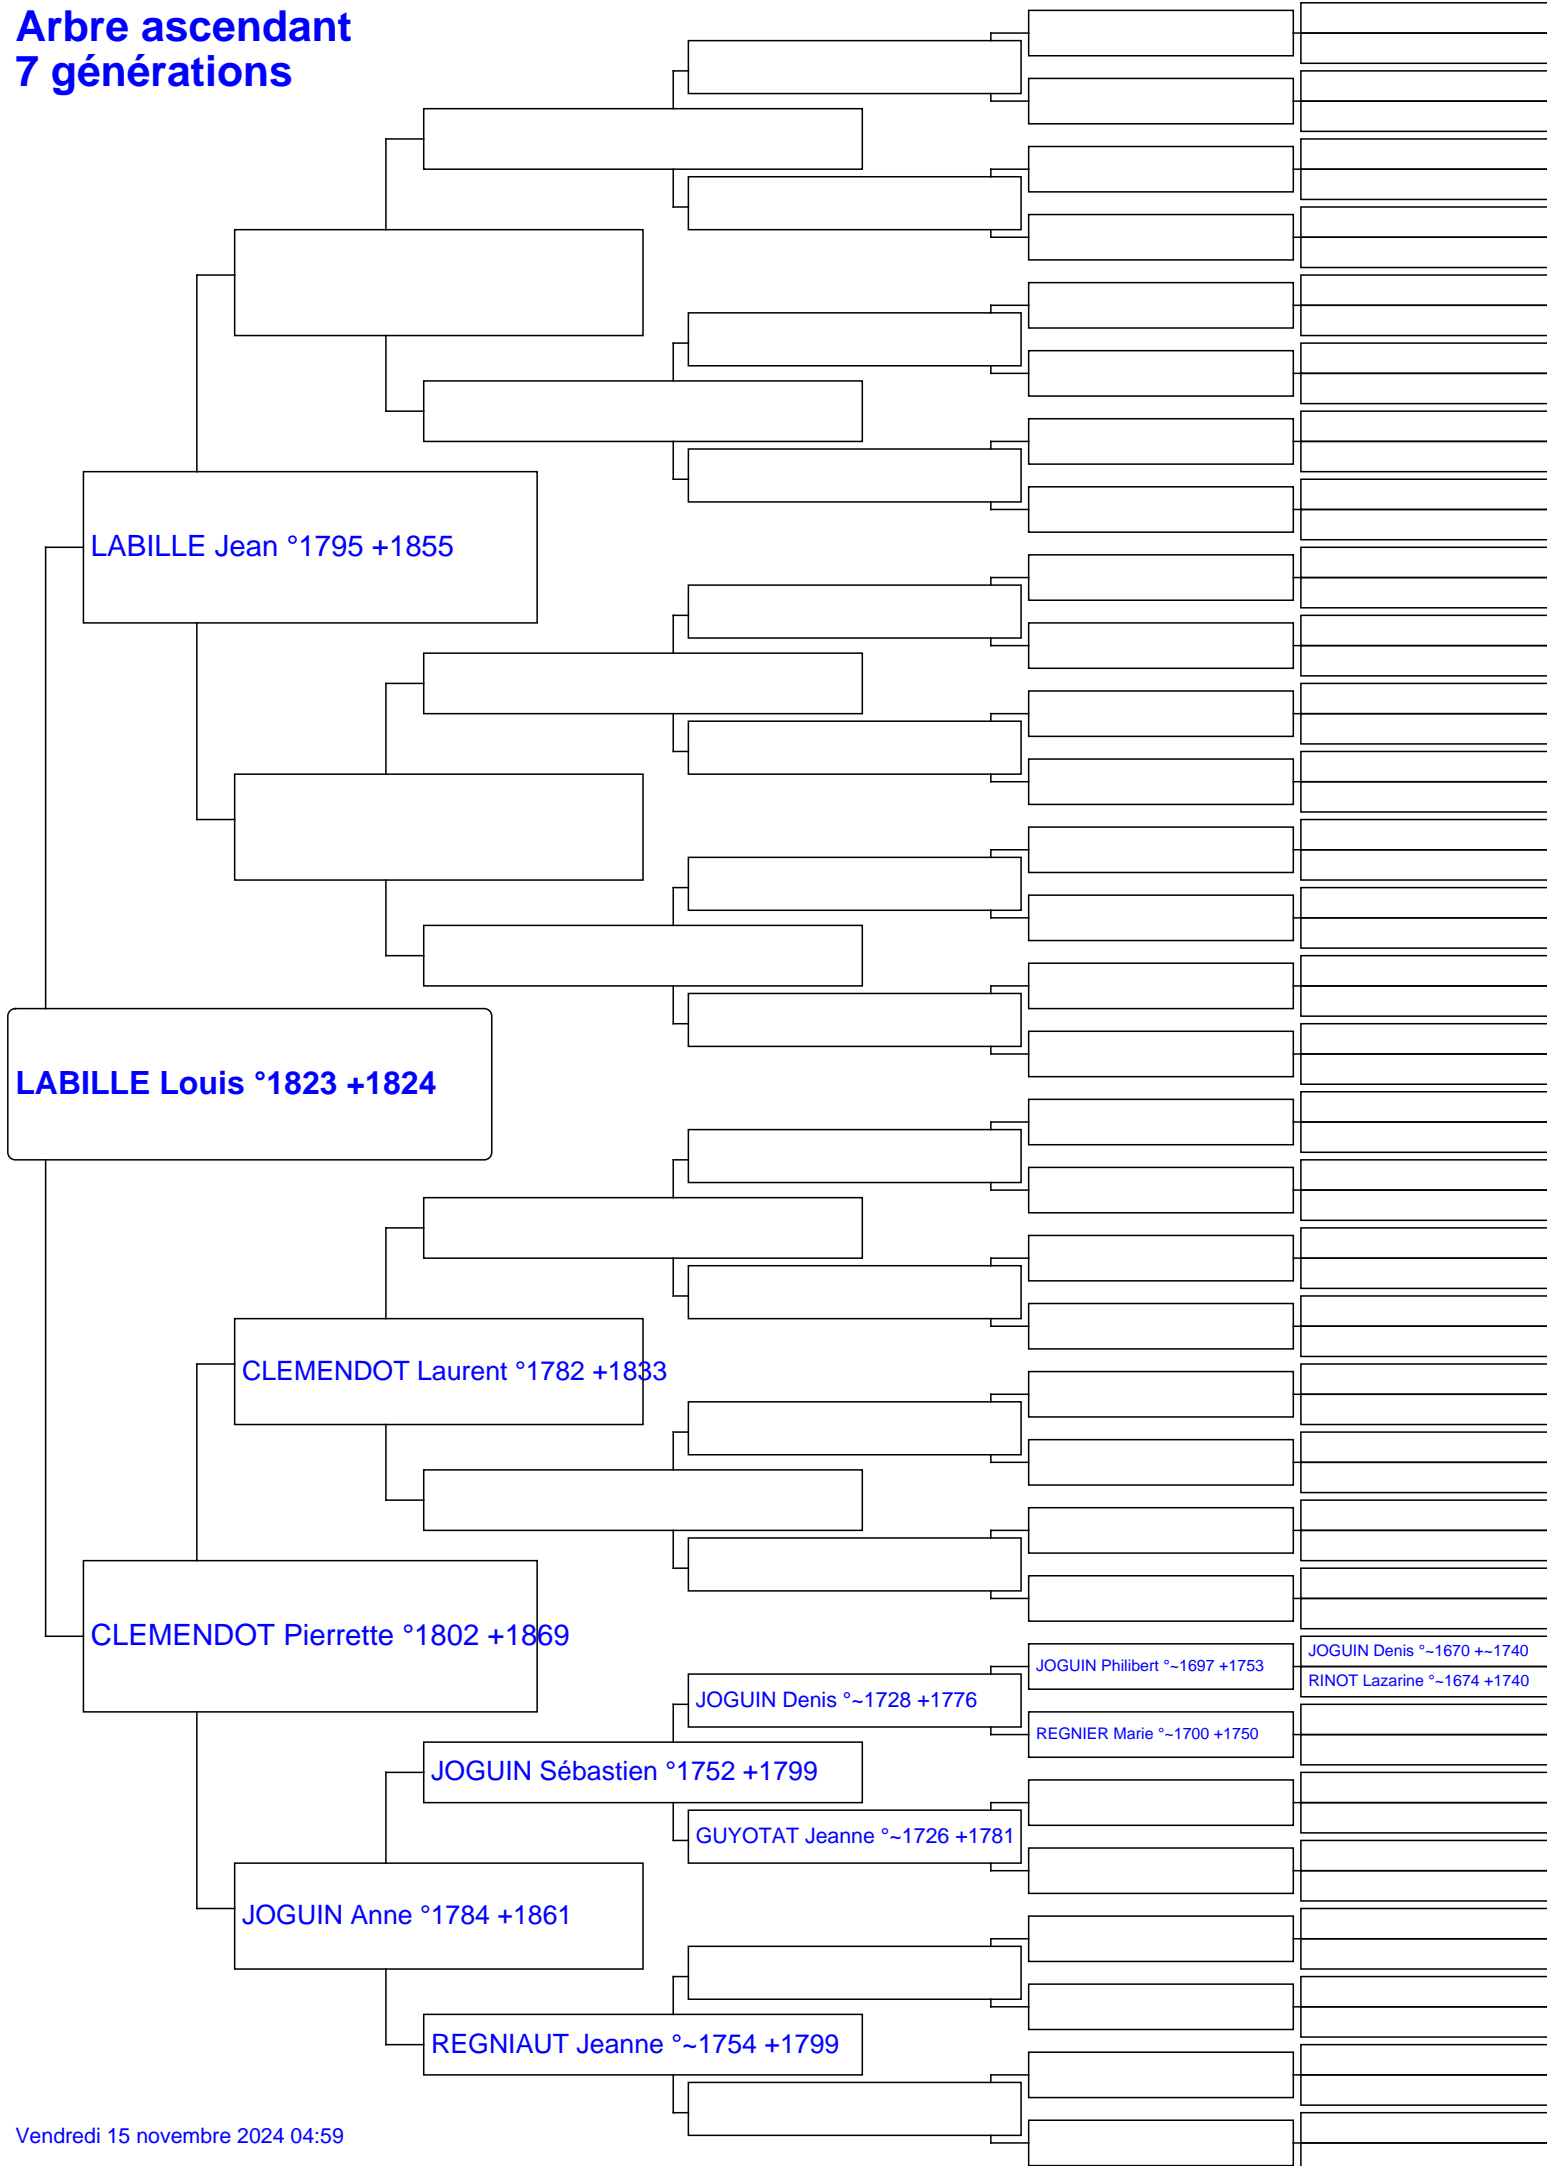 Arbre ascendant
7 générations
LABILLE Jean °1795 +1855
LABILLE Louis °1823 +1824
CLEMENDOT Laurent °1782 +1833
CLEMENDOT Pierrette °1802 +1869
JOGUIN Denis °~1670 +~1740
JOGUIN Philibert °~1697 +1753
RINOT Lazarine °~1674 +1740
JOGUIN Denis °~1728 +1776
REGNIER Marie °~1700 +1750
JOGUIN Sébastien °1752 +1799
GUYOTAT Jeanne °~1726 +1781
JOGUIN Anne °1784 +1861
REGNIAUT Jeanne °~1754 +1799
Vendredi 15 novembre 2024 04:59